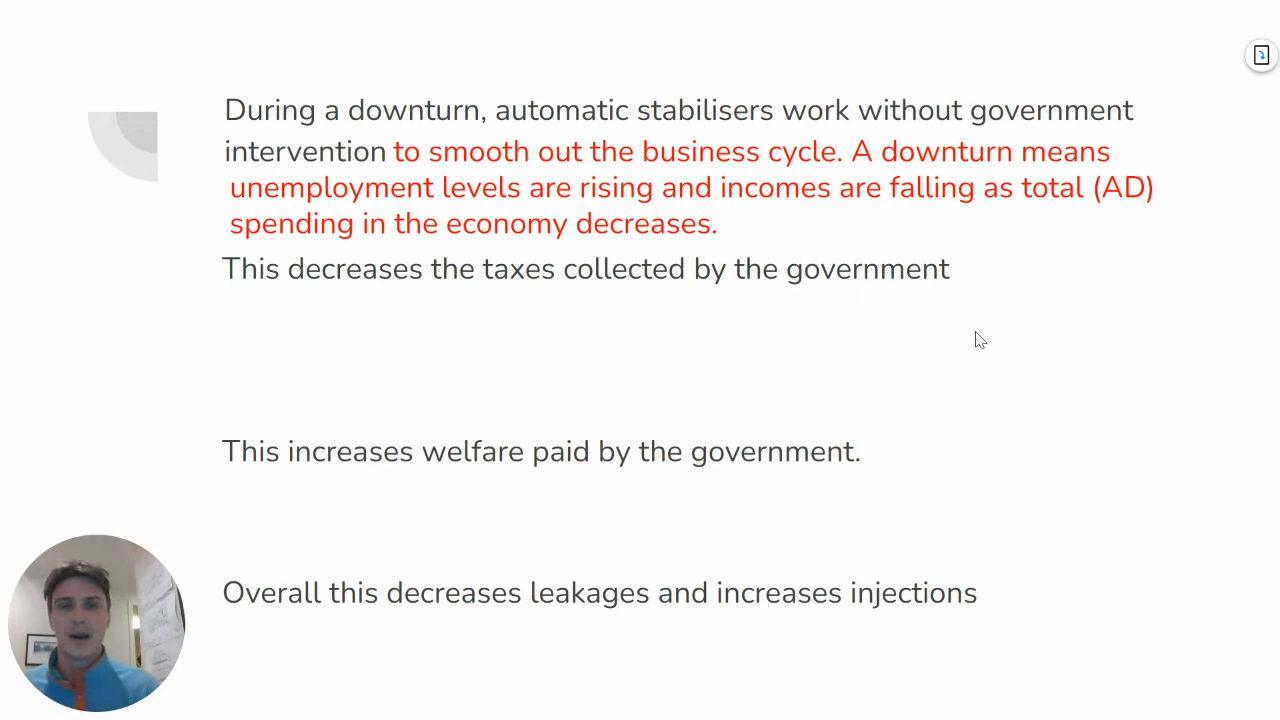 During a downturn, automatic stabilisers work without government
intervention to smooth out the business cycle. A downturn means
unemployment levels are rising and incomes are falling as total (AD)
spending in the economy decreases.
This decreases the taxes collected by the government
This increases welfare paid by the government.
Overall this decreases leakages and increases injections